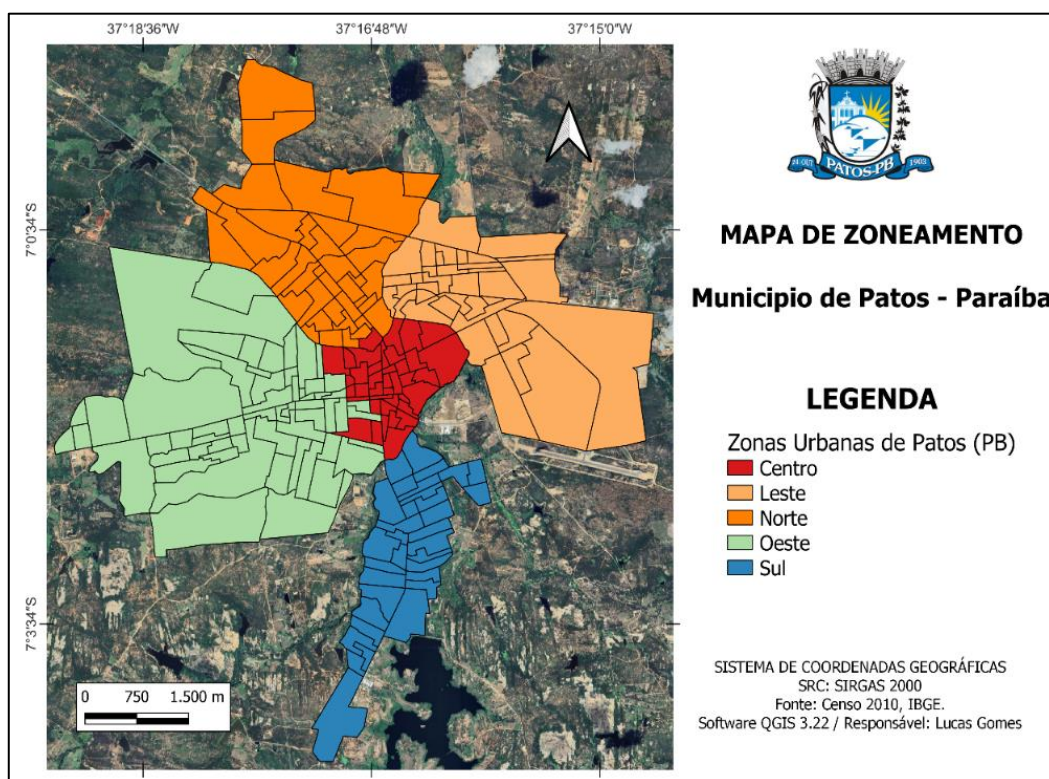 37°18'36"W 37°16'48"W 37°15'0"W
7°0'34"S
7°3'34"S
0 750 1.500 m
24-OUT PATOS-PB 1903
MAPA DE ZONEAMENTO
Municipio de Patos - Paraíba
LEGENDA
Zonas Urbanas de Patos (PB)
Centro
Leste
Norte
Oeste
Sul
SISTEMA DE COORDENADAS GEOGRÁFICAS
SRC: SIRGAS 2000
Fonte: Censo 2010, IBGE.
Software QGIS 3.22 / Responsável: Lucas Gomes